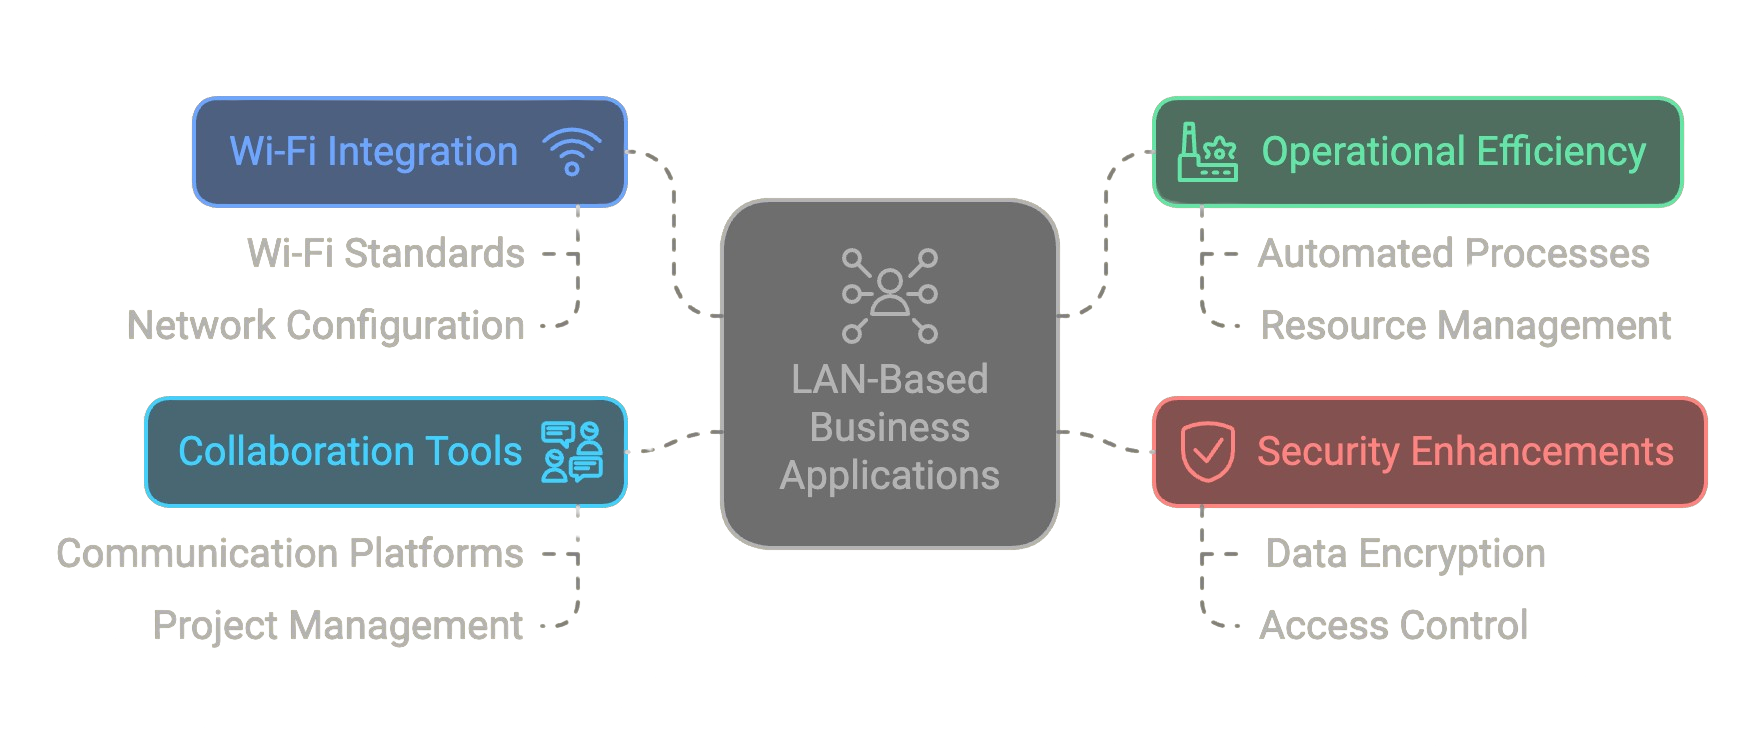 Wi-Fi Integration
Wi-Fi Standards
Network Configuration
Collaboration Tools
Communication Platforms
Project Management
LAN-Based
Business
Applications
Operational Efficiency
Automated Processes
Resource Management
Security Enhancements
Data Encryption
Access Control